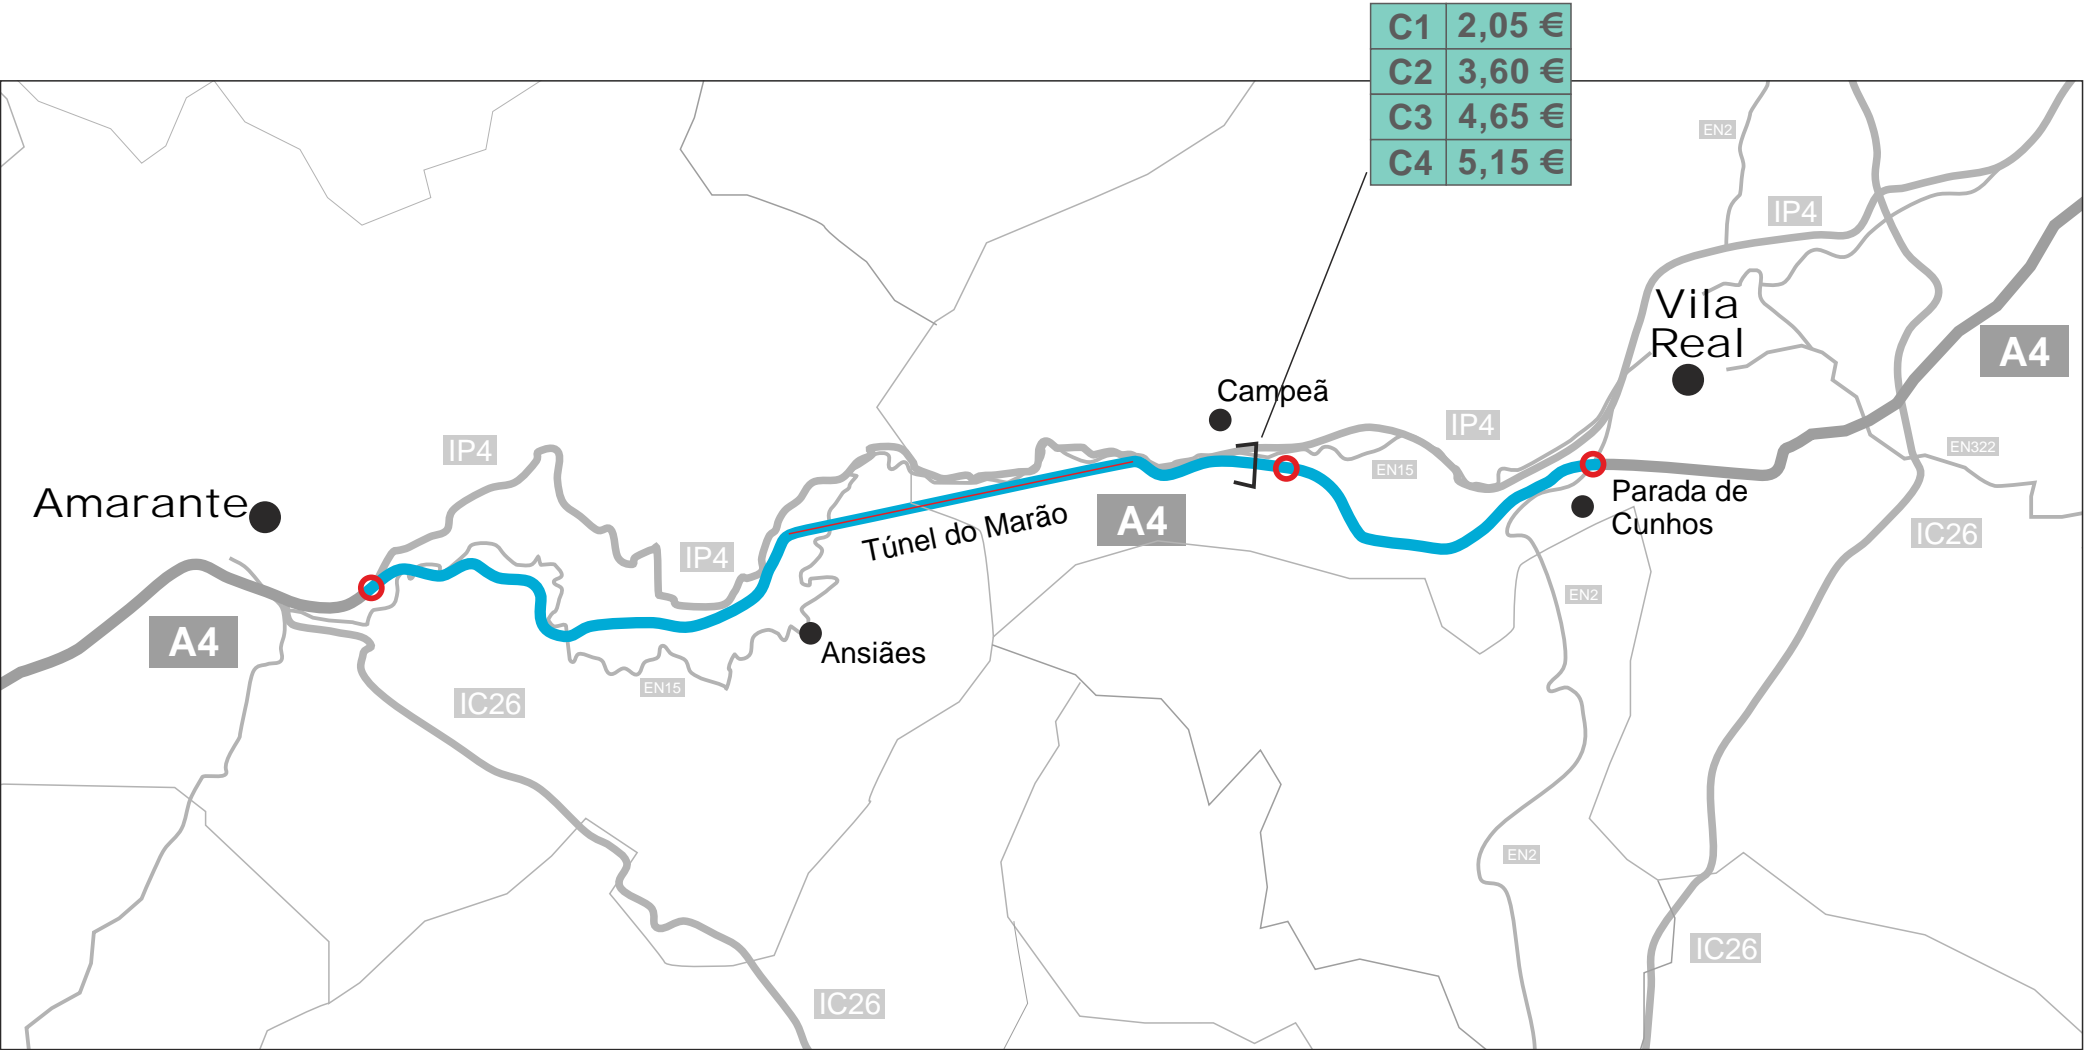 C1 2,05 €
C2 3,60 €
C3 4,65 €
C4 5,15 €
EN2
IP4
Vila
Real
A4
Campeã
IP4
IP4
EN15
EN322
Amarante
Parada de
Cunhos
Túnel do Marão
A4
IC26
IP4
EN2
A4
Ansiães
EN15
IC26
EN2
IC26
IC26